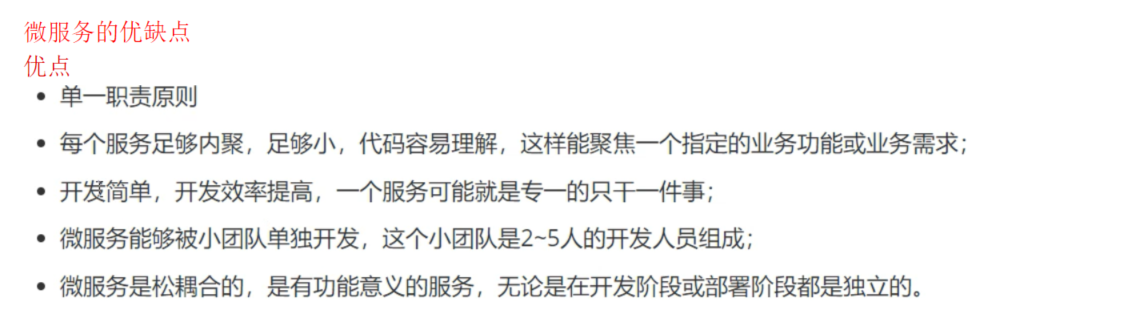 微服务的优缺点
优点
• 单一职责原则
• 每个服务足够内聚，足够小，代码容易理解，这样能聚焦一个指定的业务功能或业务需求；
• 开发简单，开发效率提高，一个服务可能就是专一的只干一件事；
• 微服务能够被小团队单独开发，这个小团队是2~5人的开发人员组成；
• 微服务是松耦合的，是有功能意义的服务，无论是在开发阶段或部署阶段都是独立的。